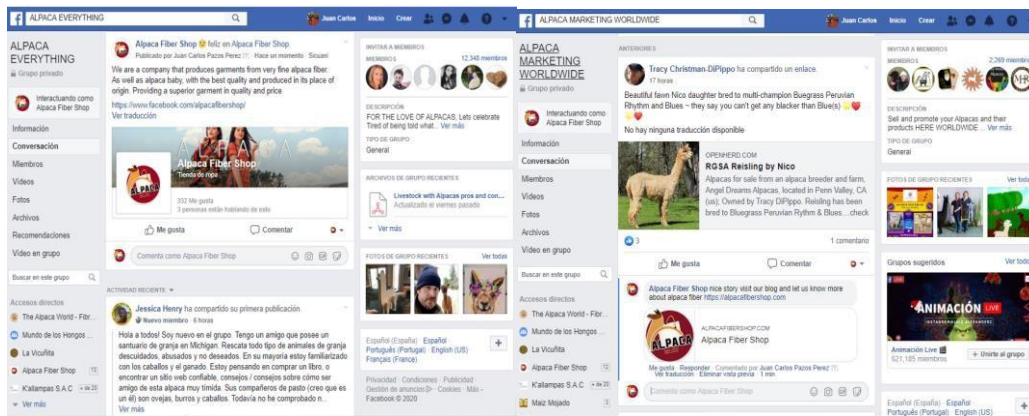 ALPACA EVERYTHING
Juan Carlos Inicio Crear
ALPACA
EVERYTHING
Grupo privado
Interactuando como
Alpaca Fiber Shop
Información
Conversación
Miembros
Videos
Fotos
Archivos
Recomendaciones
Video en grupo
Buscar en este grupo
Accesos directos
The Alpaca World - Fibr...
Mundo de los Hongos ...
La Vicuñita
Alpaca Fiber Shop 12
K'allampas S.A.C + de 20
Ver más
Alpaca Fiber Shop feliz en Alpaca Fiber Shop.
Publicado por Juan Carlos Pazos Perez [?] · Hace un momento · Sicuani
We are a company that produces garments from very fine alpaca fiber.
As well as alpaca baby, with the best quality and produced in its place of
origin. Providing a superior garment in quality and price
https://www.facebook.com/alpacafibershop/
Ver traducción
ALPACA
Alpaca Fiber Shop
Tienda de ropa
ALPACA
332 Me gusta
3 personas están hablando de esto
Me gusta Comentar
Comenta como Alpaca Fiber Shop
ACTIVIDAD RECIENTE
Jessica Henry ha compartido su primera publicación.
Nuevo miembro · 6 horas
Hola a todos! Soy nuevo en el grupo. Tengo un amigo que posee un
santuario de granja en Michigan. Rescata todo tipo de animales de granja
descuidados, abusados y no deseados. En su mayoría estoy familiarizado
con los caballos y el ganado. Estoy pensando en comprar un libro, o
encontrar un sitio web confiable, consejos / consejos sobre cómo ser
amigo de esta alpaca muy tímida. Sus compañeros de pasto (creo que es
un él) son ovejas, burros y caballos. Todavía no he comprobado n...
Ver más
INVITAR A MIEMBROS
MIEMBROS 12,348 miembros
DESCRIPCIÓN
FOR THE LOVE OF ALPACAS, Lets celebrate
Tired of being told what... Ver más
TIPO DE GRUPO
General
ARCHIVOS DE GRUPO RECIENTES
Livestock with Alpacas pros and con...
Actualizado el viernes pasado
Ver más
FOTOS DE GRUPO RECIENTES Ver todas
Español (España) · Español ·
Português (Portugal) · English (US) ·
Français (France)
Privacidad · Condiciones · Publicidad ·
Gestión de anuncios · Cookies · Más
Facebook © 2020
ALPACA MARKETING WORLDWIDE
Juan Carlos Inicio Crear
ALPACA
MARKETING
WORLDWIDE
Grupo privado
Interactuando como
Alpaca Fiber Shop
Información
Conversación
Miembros
Videos
Fotos
Archivos
Video en grupo
Buscar en este grupo
Accesos directos
The Alpaca World - Fibr...
Mundo de los Hongos ...
La Vicuñita
Alpaca Fiber Shop 12
K'allampas S.A.C + de 20
Maiz Mojado 3
ANTERIORES
Tracy Christman-DiPippo ha compartido un enlace.
17 horas
Beautiful fawn Nico daughter bred to multi-champion Buegrass Peruvian
Rhythm and Blues ~ they say you can't get any blacker than Blue(s)
No hay ninguna traducción disponible
OPENHERD.COM
RGSA Reisling by Nico
Alpacas for sale from an alpaca breeder and farm,
Angel Dreams Alpacas, located in Penn Valley, CA
(us); Owned by Tracy DiPippo. Reisling has been
bred to Bluegrass Peruvian Rythm & Blues....check
3 1 comentario
Me gusta Comentar
Alpaca Fiber Shop nice story visit our blog and let us know more
about alpaca fiber https://alpacafibershop.com
ALPACAFIBERSHOP.COM
Alpaca Fiber Shop
ALPACA
Me gusta · Responder · Comentado por Juan Carlos Pazos Perez [?] ·
Ver traducción · Eliminar vista previa · 1 min
Comenta como Alpaca Fiber Shop
INVITAR A MIEMBROS
MIEMBROS 2,269 miembros
DESCRIPCIÓN
Sell and promote your Alpacas and their
products HERE WORLDWIDE ... Ver más
TIPO DE GRUPO
General
FOTOS DE GRUPO RECIENTES Ver todas
Grupos sugeridos Ver todos
ANIMACIÓN LIVE
Animación Live
521,185 miembros
+ Unirte al grupo
Español (España) · Español ·
Português (Portugal) · English (US) ·